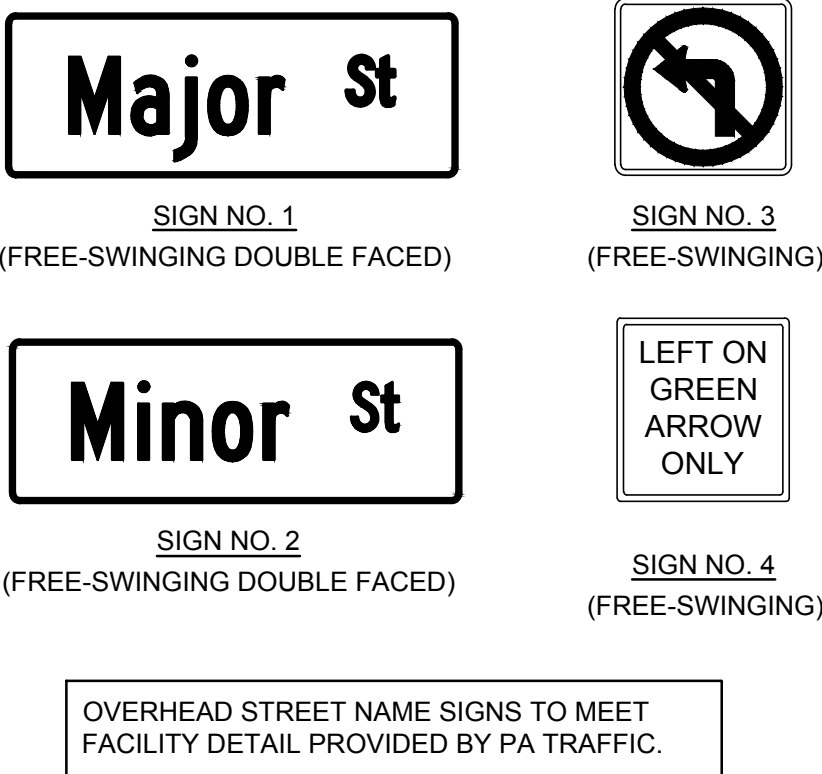 Major St
SIGN NO. 1
(FREE-SWINGING DOUBLE FACED)
SIGN NO. 3
(FREE-SWINGING)
Minor St
SIGN NO. 2
(FREE-SWINGING DOUBLE FACED)
LEFT ON
GREEN
ARROW
ONLY
SIGN NO. 4
(FREE-SWINGING)
OVERHEAD STREET NAME SIGNS TO MEET
FACILITY DETAIL PROVIDED BY PA TRAFFIC.